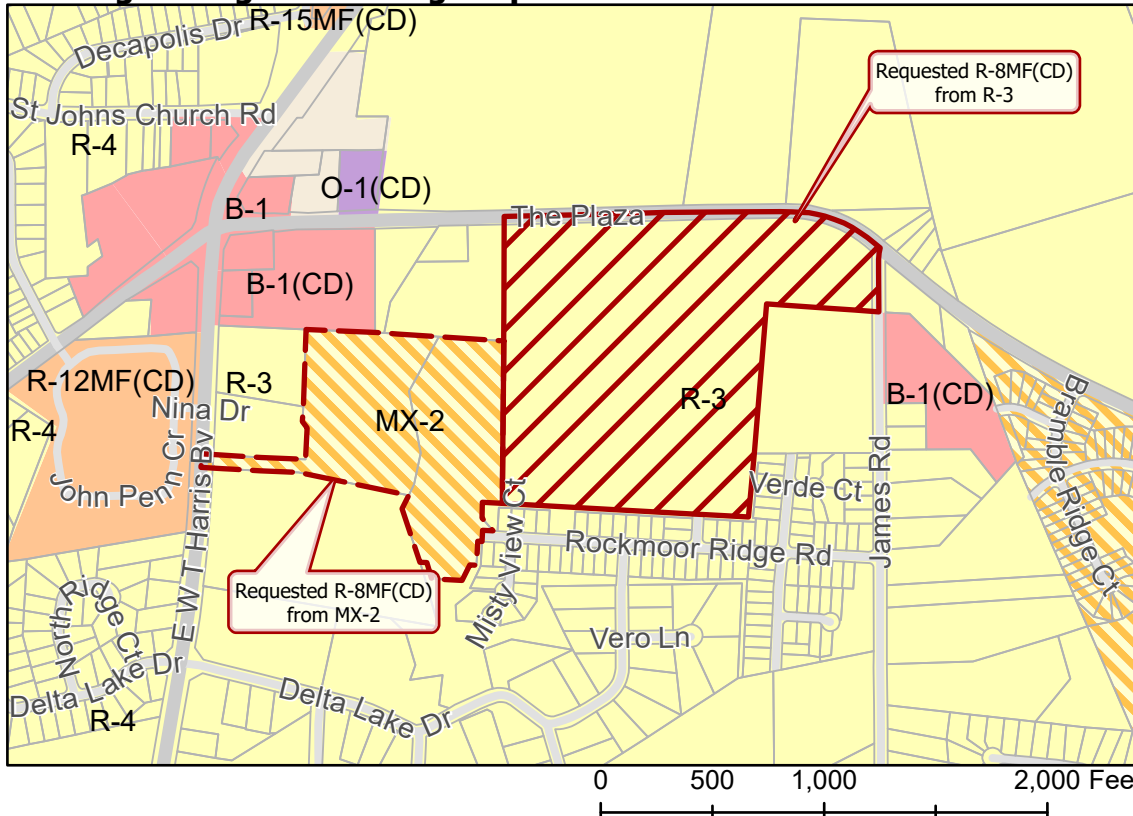 R-15MF(CD)
Decapolis Dr
St Johns Church Rd
R-4
Requested R-8MF(CD)
from R-3
O-1(CD)
B-1
The Plaza
B-1(CD)
R-12MF(CD)
R-3
Nina Dr
R-4
MX-2
R-3
B-1(CD)
John Penn Cr
E W T Harris Bv
Verde Ct
James Rd
Bramble Ridge Ct
Misty View Ct
Rockmoor Ridge Rd
Requested R-8MF(CD)
from MX-2
North Ridge Ct
Vero Ln
Delta Lake Dr
R-4
Delta Lake Dr
0 500 1,000 2,000 Fee